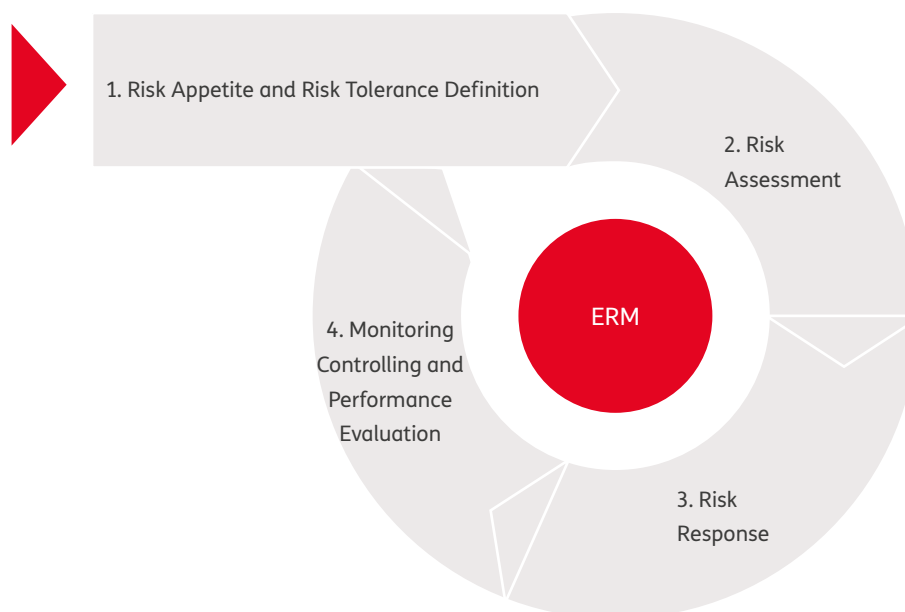 1. Risk Appetite and Risk Tolerance Definition
2. Risk
Assessment
ERM
4. Monitoring
Controlling and
Performance
Evaluation
3. Risk
Response